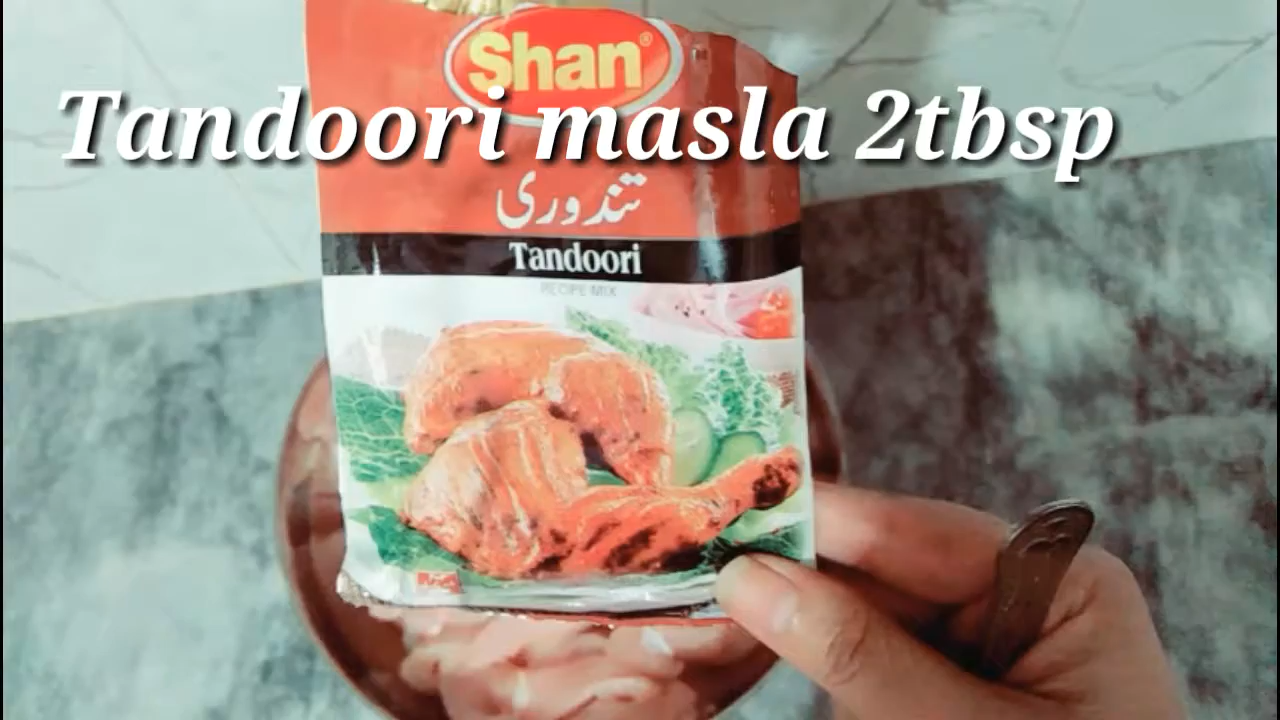 Shan®
Tandoori masla 2tbsp
تندوری
Tandoori
RECIPE MIX